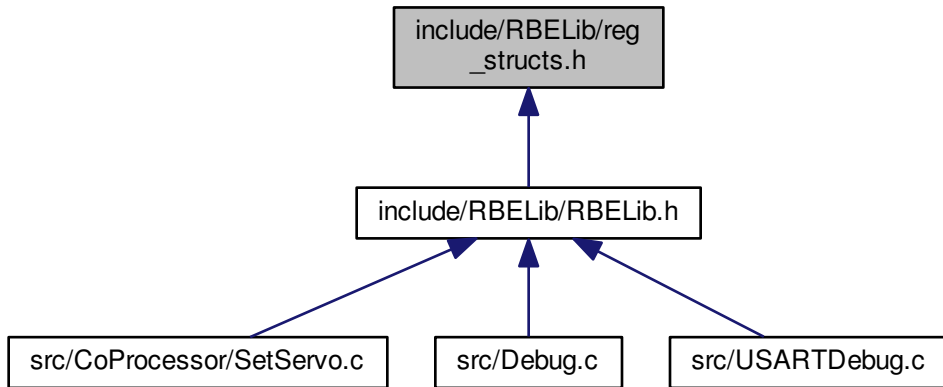 include/RBELib/reg
_structs.h
include/RBELib/RBELib.h
src/CoProcessor/SetServo.c
src/Debug.c
src/USARTDebug.c